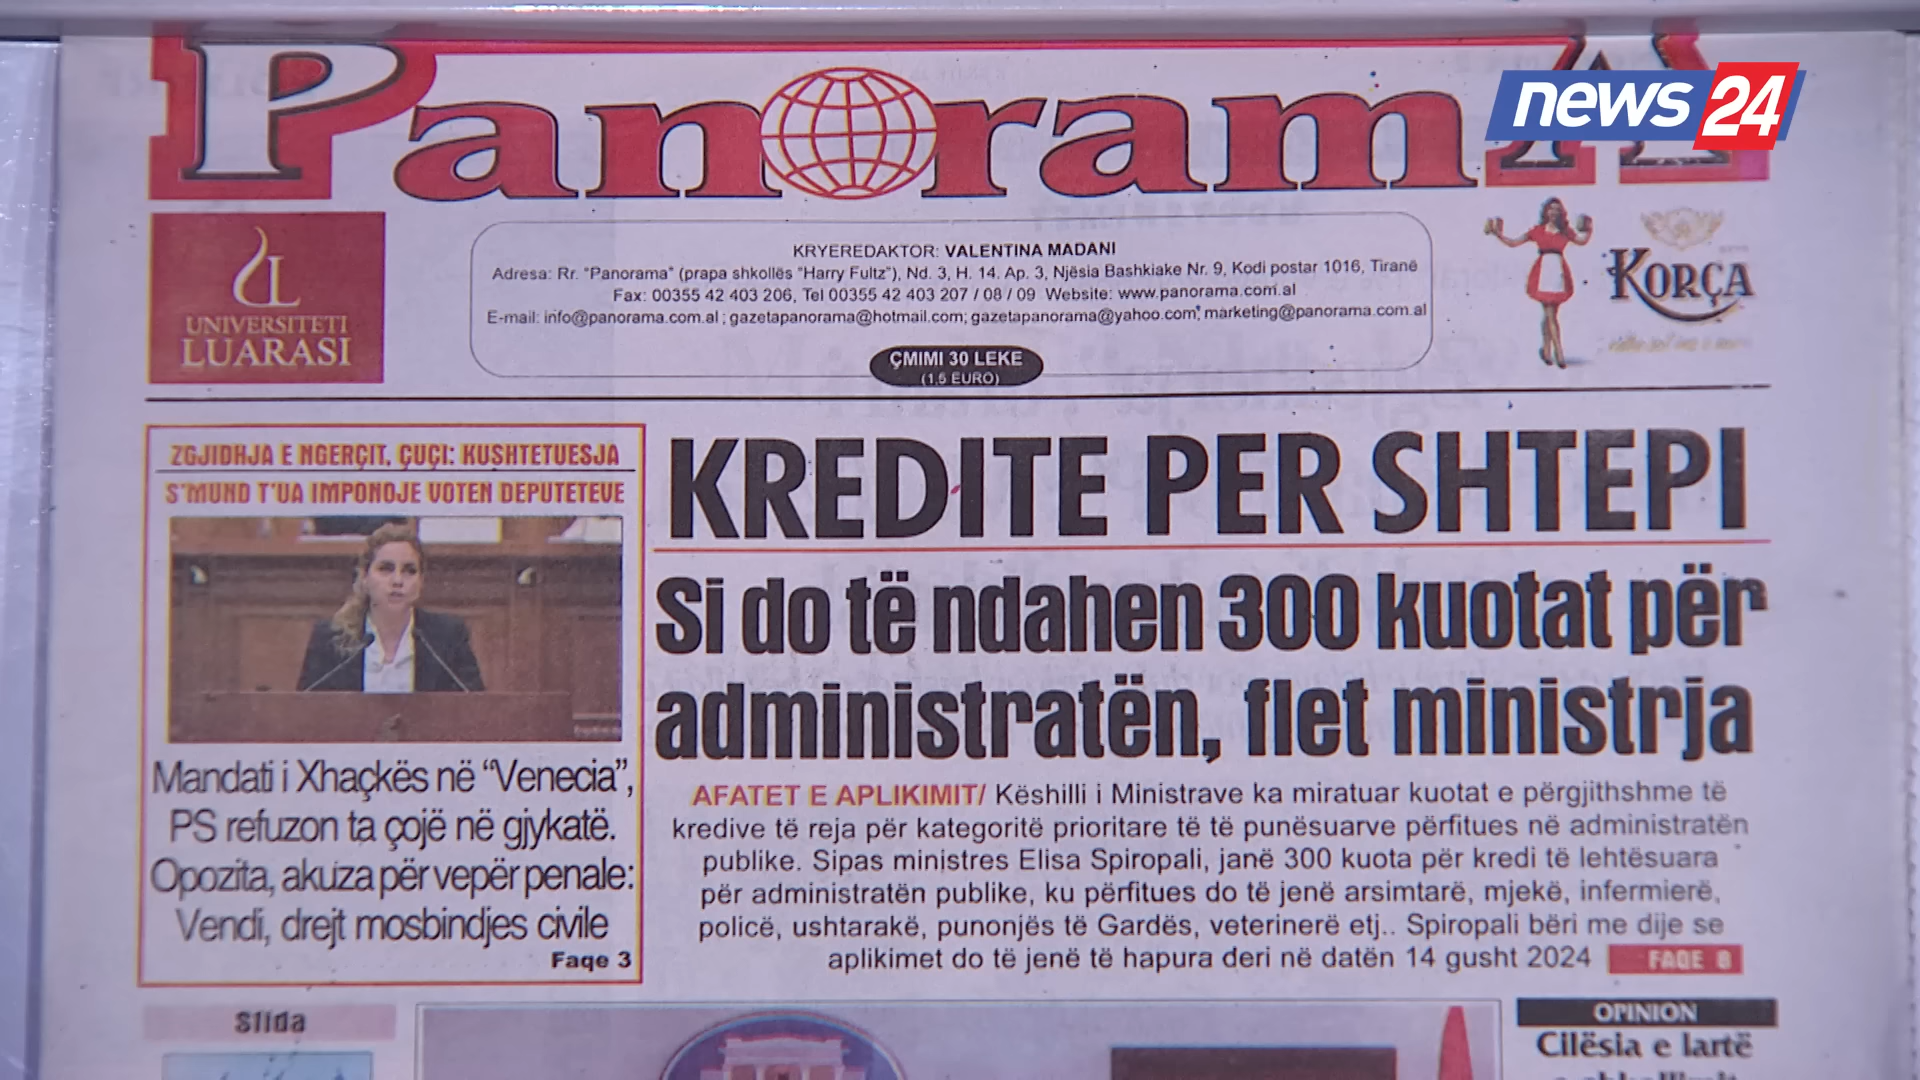 PanoramA
news24
UNIVERSITETI
LUARASI
KRYEREDAKTOR: VALENTINA MADANI
Adresa: Rr. "Panorama" (prapa shkollës "Harry Fultz"), Nd. 3, H. 14. Ap. 3, Njësia Bashkiake Nr. 9, Kodi postar 1016, Tiranë
Fax: 00355 42 403 206, Tel 00355 42 403 207 / 08 / 09 Website: www.panorama.com.al
E-mail: info@panorama.com.al; gazetapanorama@hotmail.com; gazetapanorama@yahoo.com; marketing@panorama.com.al
ÇMIMI 30 LEKE
(1,5 EURO)
KORÇA
ZGJIDHJA E NGERÇIT, ÇUÇI: KUSHTETUESJA
S'MUND T'UA IMPONOJE VOTEN DEPUTETEVE
Mandati i Xhaçkës në “Venecia”,
PS refuzon ta çojë në gjykatë.
Opozita, akuza për vepër penale:
Vendi, drejt mosbindjes civile
Faqe 3
KREDITE PER SHTEPI
Si do të ndahen 300 kuotat për
administratën, flet ministrja
AFATET E APLIKIMIT/ Këshilli i Ministrave ka miratuar kuotat e përgjithshme të
kredive të reja për kategoritë prioritare të të punësuarve përfitues në administratën
publike. Sipas ministres Elisa Spiropali, janë 300 kuota për kredi të lehtësuara
për administratën publike, ku përfitues do të jenë arsimtarë, mjekë, infermierë,
policë, ushtarakë, punonjës të Gardës, veterinerë etj.. Spiropali bëri me dije se
aplikimet do të jenë të hapura deri në datën 14 gusht 2024
FAQE 8
Sfida
OPINION
Cilësia e lartë